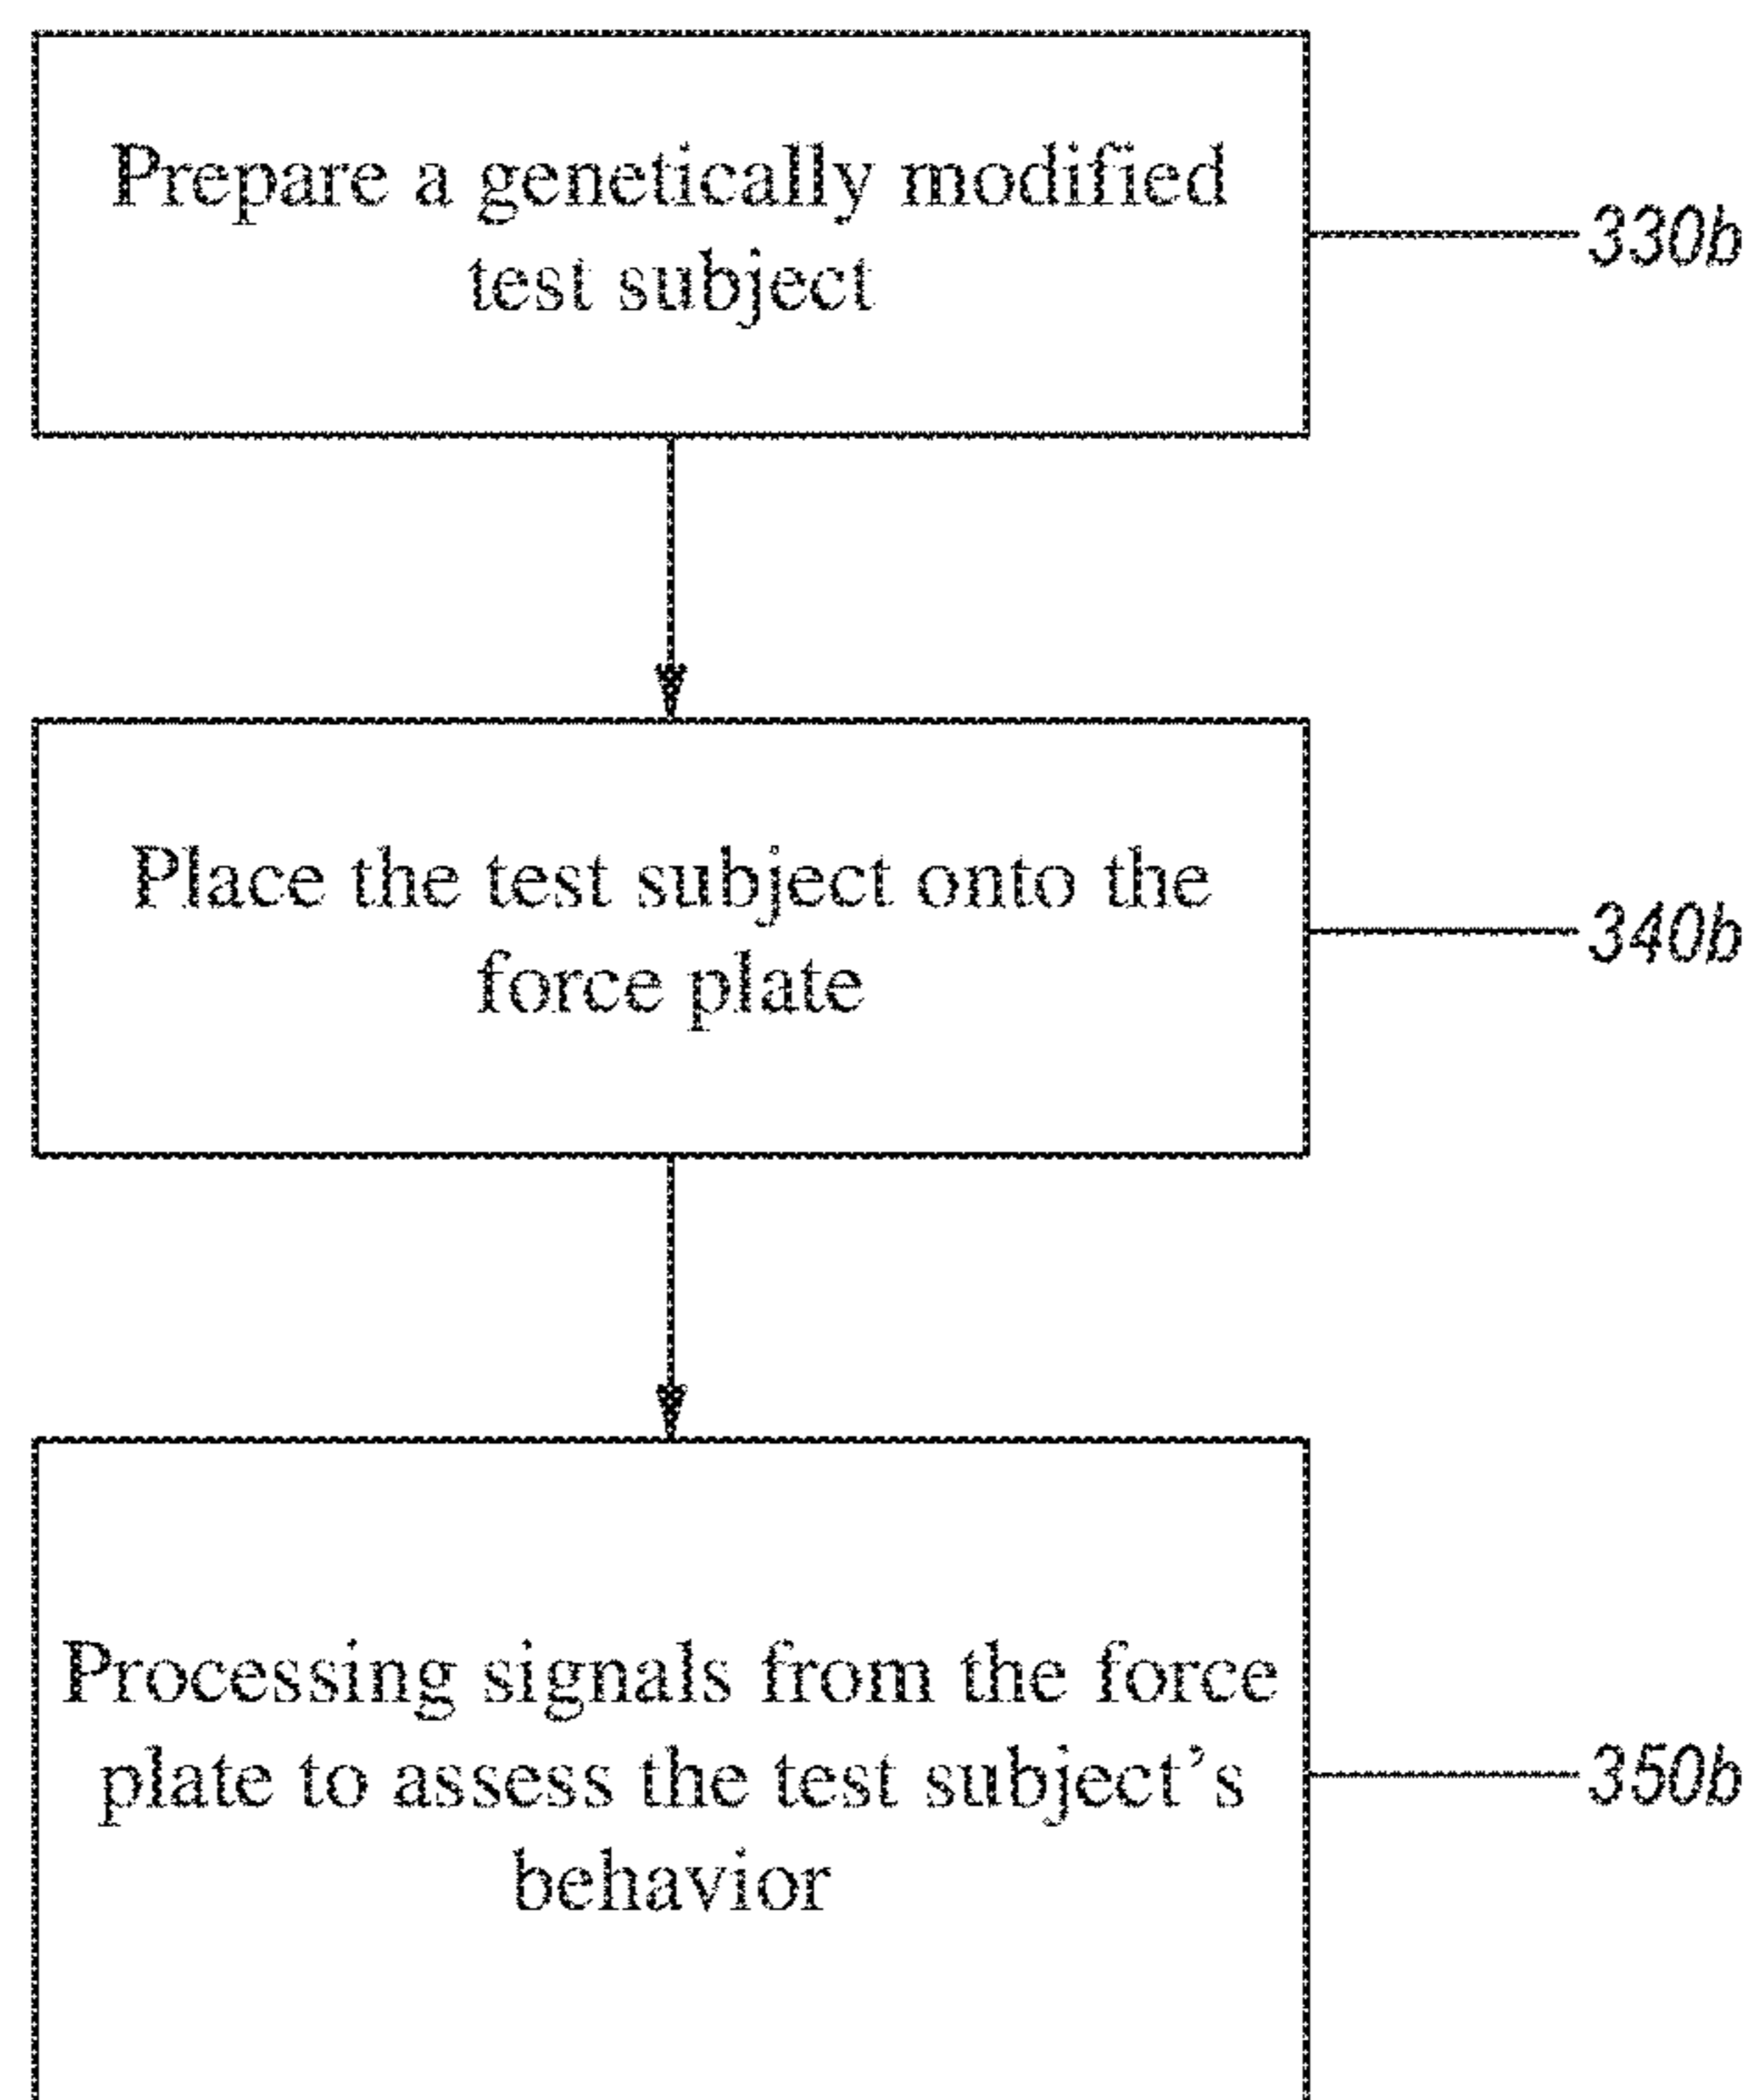 Prepare a genetically modified
test subject
330b
Place the test subject onto the
force plate
340b
Processing signals from the force
plate to assess the test subject's
behavior
350b